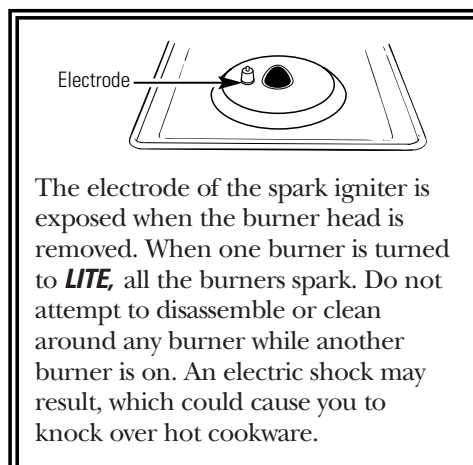 Electrode
The electrode of the spark igniter is
exposed when the burner head is
removed. When one burner is turned
to LITE, all the burners spark. Do not
attempt to disassemble or clean
around any burner while another
burner is on. An electric shock may
result, which could cause you to
knock over hot cookware.